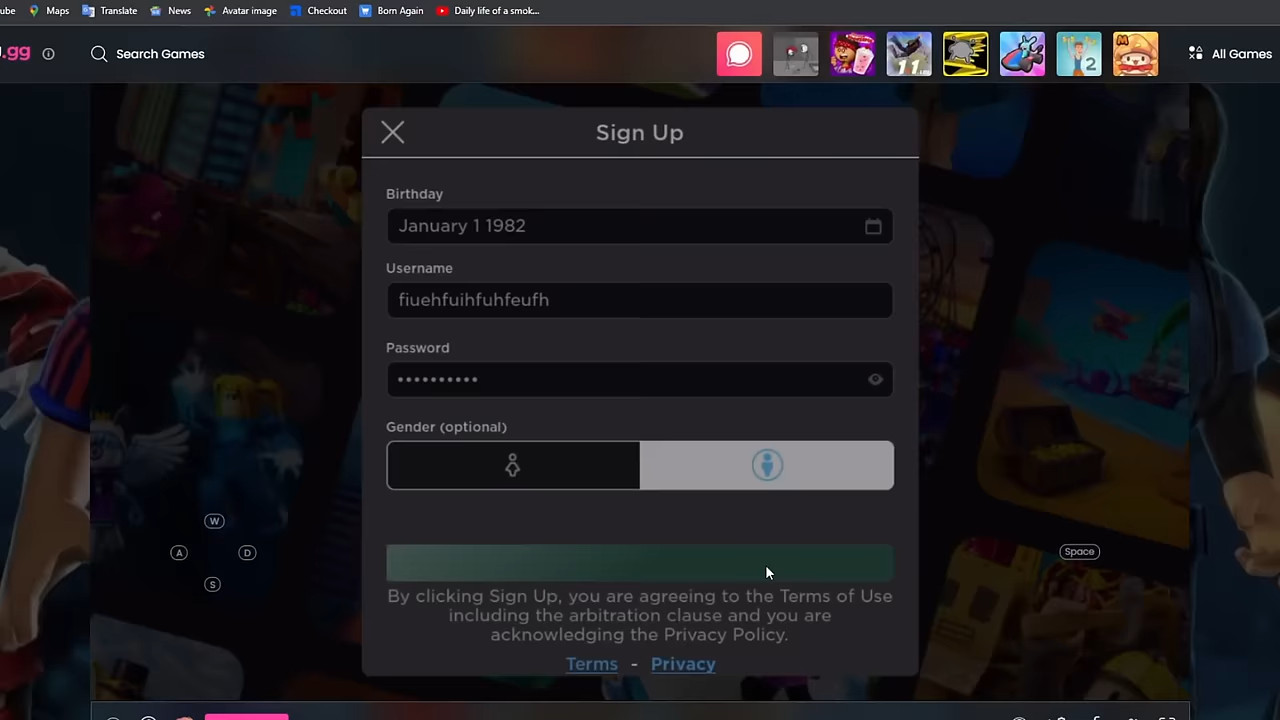 Maps Translate News Avatar image Checkout Born Again Daily life of a smok...
.gg Search Games 11 2 M All Games
Sign Up
Birthday
January 1 1982
Username
fiuehfuihfuhfeufh
Password
Gender (optional)
W
A D Space
S
By clicking Sign Up, you are agreeing to the Terms of Use
including the arbitration clause and you are
acknowledging the Privacy Policy.
Terms - Privacy